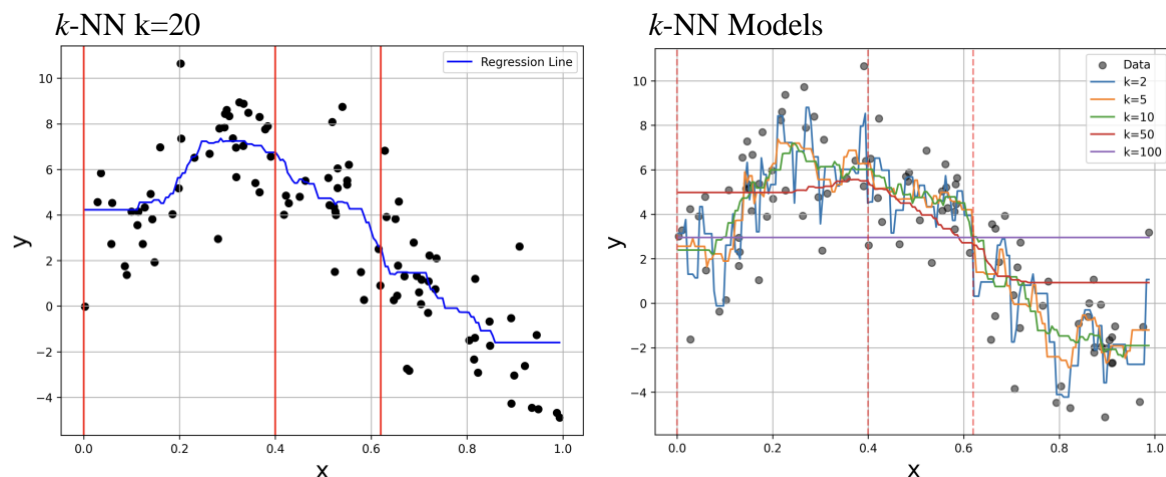 k-NN k=20
k-NN Models
Regression Line
10
8
6
4
2
0
−2
−4
y
0.0 0.2 0.4 0.6 0.8 1.0
x
Data
k=2
k=5
k=10
k=50
k=100
10
8
6
4
2
0
−2
−4
y
0.0 0.2 0.4 0.6 0.8 1.0
x